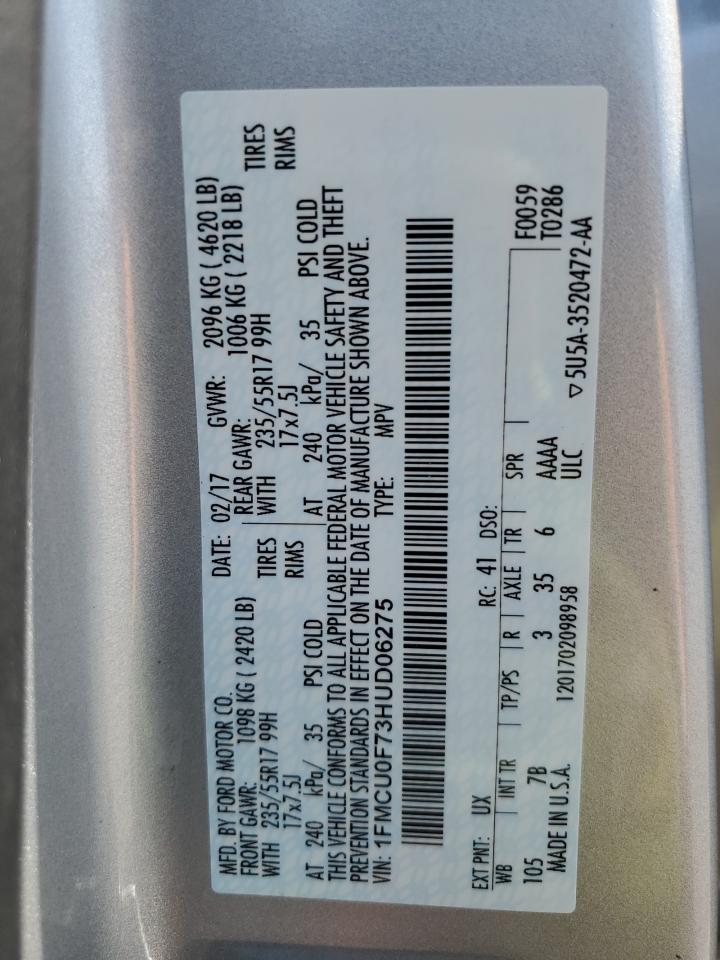 MFD. BY FORD MOTOR CO. DATE: 02/17 GVWR: 2096 KG ( 4620 LB)
FRONT GAWR: 1098 KG ( 2420 LB) REAR GAWR: 1006 KG ( 2218 LB)
WITH 235/55R17 99H TIRES WITH 235/55R17 99H TIRES
17x7.5J RIMS 17x7.5J RIMS
AT 240 kPa/ 35 PSI COLD AT 240 kPa/ 35 PSI COLD
THIS VEHICLE CONFORMS TO ALL APPLICABLE FEDERAL MOTOR VEHICLE SAFETY AND THEFT
PREVENTION STANDARDS IN EFFECT ON THE DATE OF MANUFACTURE SHOWN ABOVE.
VIN: 1FMCU0F73HUD06275 TYPE: MPV
EXT PNT: UX RC: 41 DSO:
WB INT TR TP/PS R AXLE TR SPR F0059
105 7B 3 35 6 AAAA T0286
MADE IN U.S.A. 1201702098958 ULC ▽ 5U5A-3520472-AA